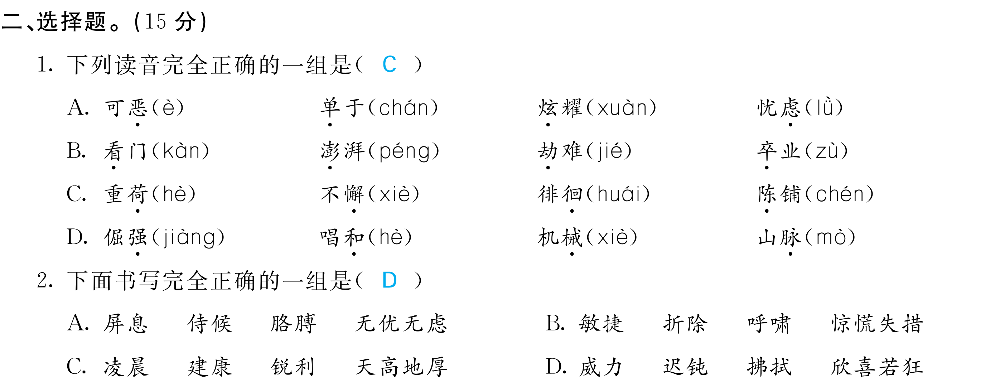 二、选择题。(15 分)
1. 下列读音完全正确的一组是( C )
A. 可恶(è) 单于(chán) 炫耀(xuàn) 忧虑(lǜ)
B. 看门(kàn) 澎湃(péng) 劫难(jié) 卒业(zù)
C. 重荷(hè) 不懈(xiè) 徘徊(huái) 陈铺(chén)
D. 倔强(jiàng) 唱和(hè) 机械(xiè) 山脉(mò)
2. 下面书写完全正确的一组是( D )
A. 屏息 侍候 胳膊 无优无虑 B. 敏捷 折除 呼啸 惊慌失措
C. 凌晨 建康 锐利 天高地厚 D. 威力 迟钝 拂拭 欣喜若狂